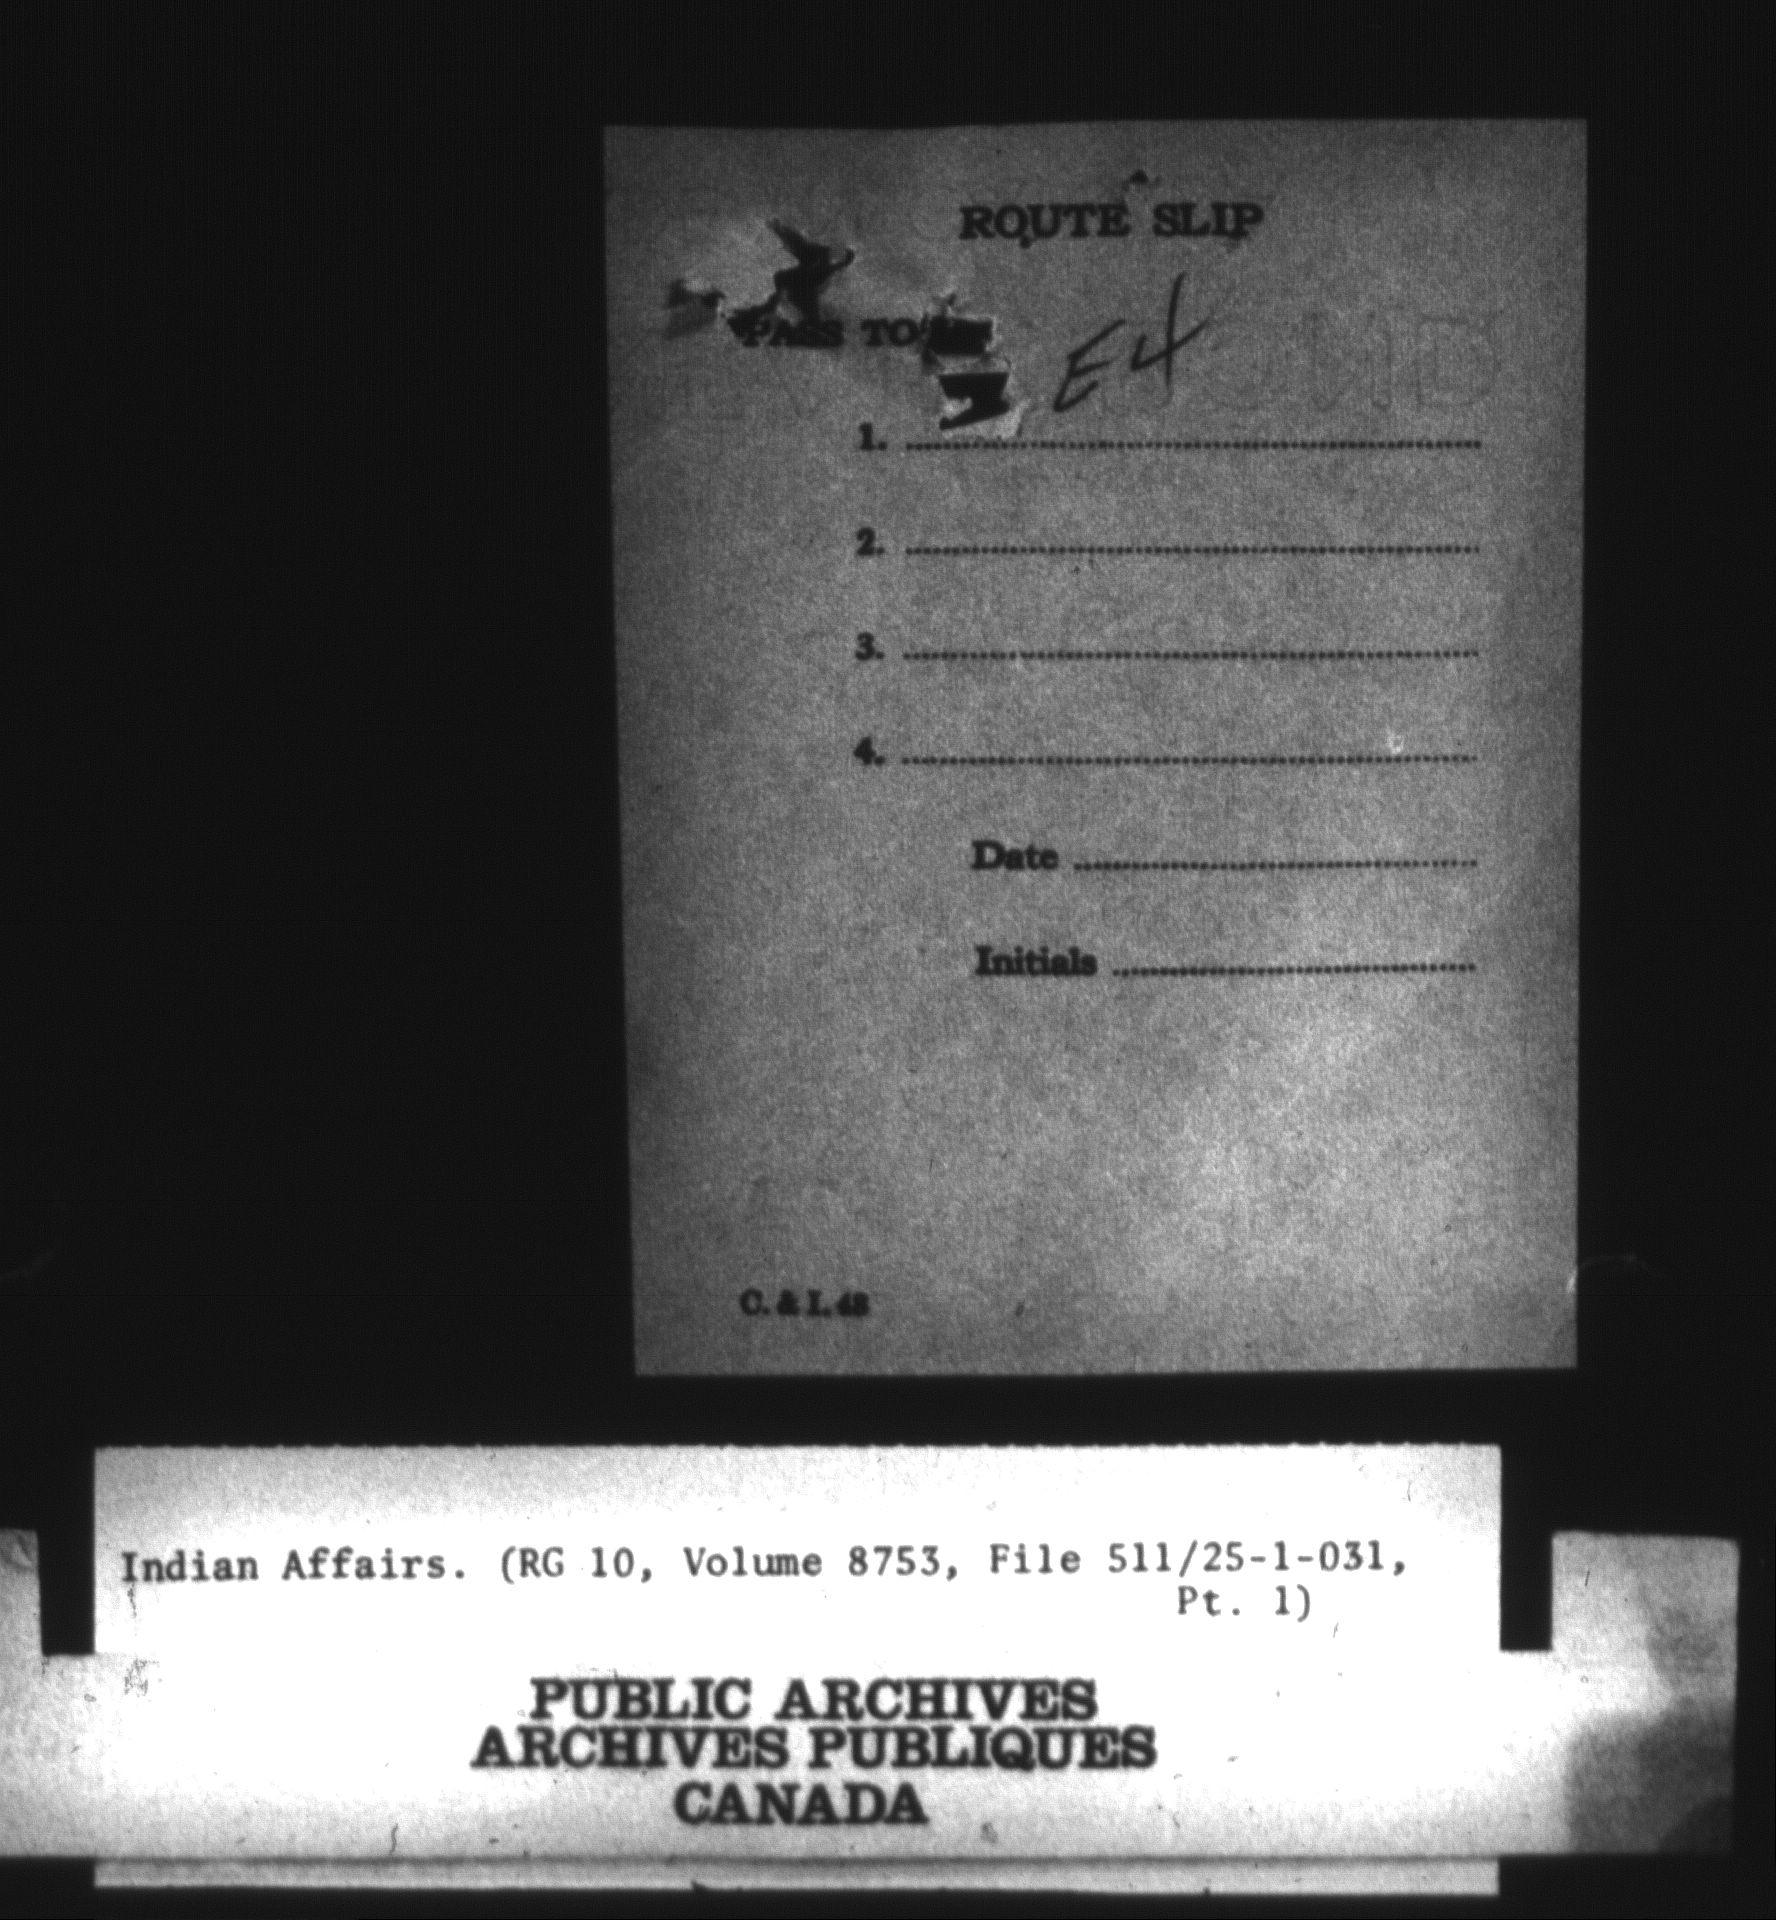 ROUTE SLIP
PASS TO
E4
1.
2.
3.
4.
Date
Initials
C. & I. 48
Indian Affairs. (RG 10, Volume 8753, File 511/25-1-031,
Pt. 1)
PUBLIC ARCHIVES
ARCHIVES PUBLIQUES
CANADA